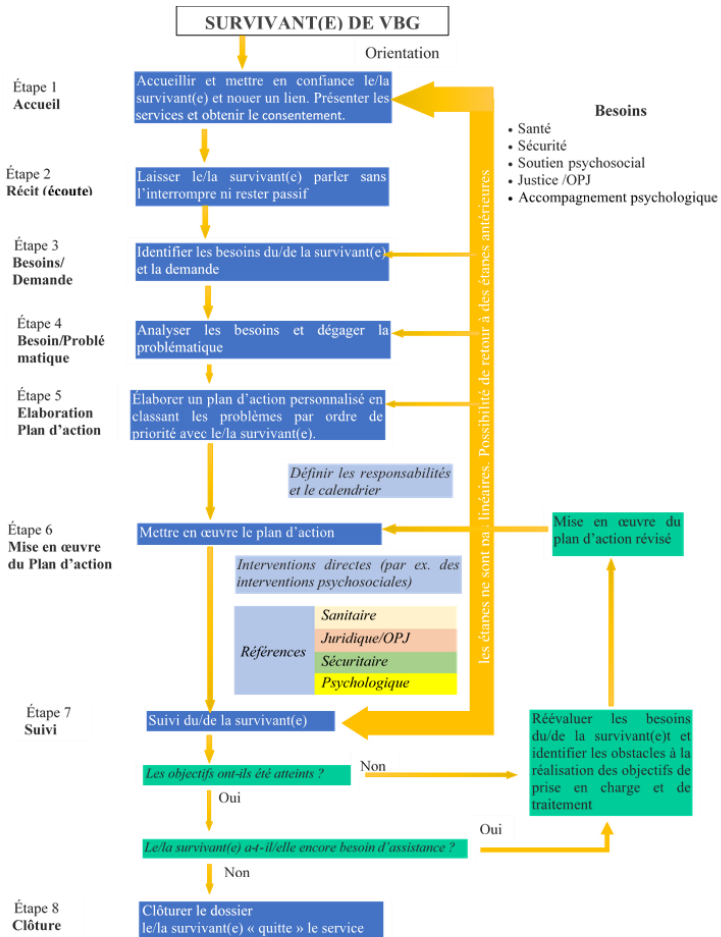 SURVIVANT(E) DE VBG
Orientation
Étape 1
Accueil
Accueillir et mettre en confiance le/la
survivant(e) et nouer un lien. Présenter les
services et obtenir le consentement.
Besoins
• Santé
• Sécurité
• Soutien psychosocial
• Justice /OPJ
• Accompagnement psychologique
Étape 2
Récit (écoute)
Laisser le/la survivant(e) parler sans
l'interrompre ni rester passif
Étape 3
Besoins/
Demande
Identifier les besoins du/de la survivant(e)
et la demande
Étape 4
Besoin/Problé
matique
Analyser les besoins et dégager la
problématique
Étape 5
Elaboration
Plan d'action
Élaborer un plan d'action personnalisé en
classant les problèmes par ordre de
priorité avec le/la survivant(e).
les étapes ne sont pas linéaires. Possibilité de retour à des étapes antérieures
Définir les responsabilités
et le calendrier
Étape 6
Mise en œuvre
du Plan d'action
Mettre en œuvre le plan d'action
Mise en œuvre du
plan d'action révisé
Interventions directes (par ex. des
interventions psychosociales)
Références
Sanitaire
Juridique/OPJ
Sécuritaire
Psychologique
Étape 7
Suivi
Suivi du/de la survivant(e)
Réévaluer les besoins
du/de la survivant(e)t et
identifier les obstacles à la
réalisation des objectifs de
prise en charge et de
traitement
Les objectifs ont-ils été atteints ?
Non
Oui
Le/la survivant(e) a-t-il/elle encore besoin d'assistance ?
Oui
Non
Étape 8
Clôture
Clôturer le dossier
le/la survivant(e) « quitte » le service